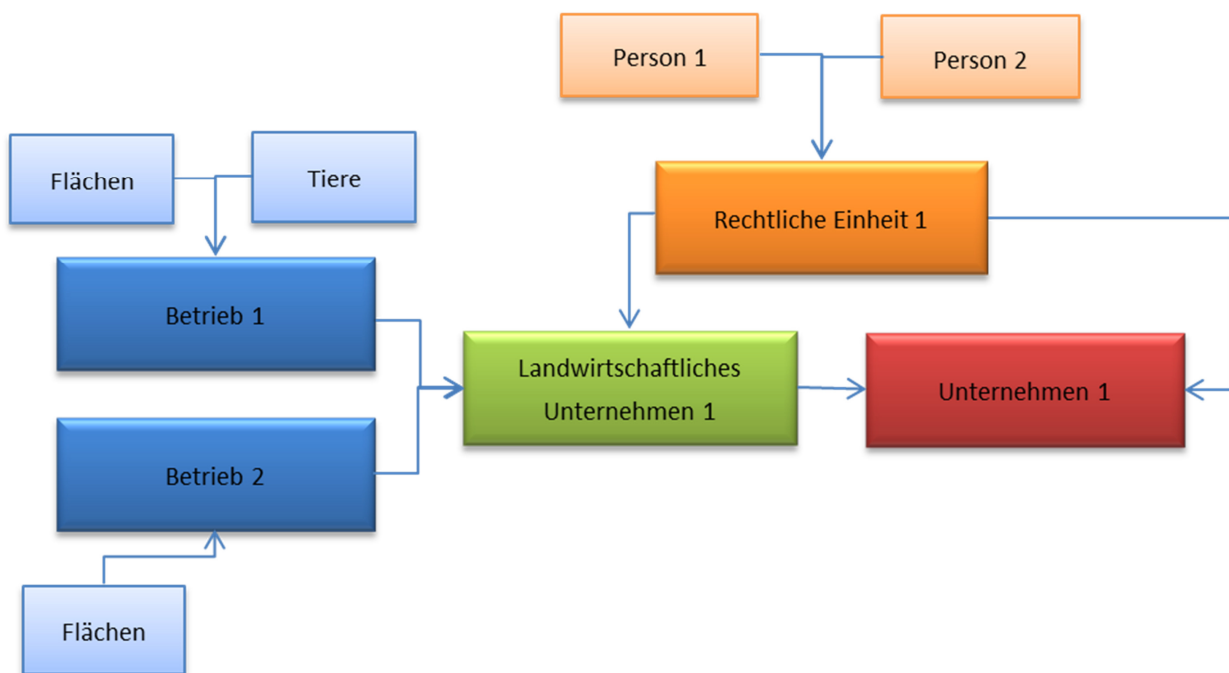 Person 1
Person 2
Flächen
Tiere
Rechtliche Einheit 1
Betrieb 1
Landwirtschaftliches
Unternehmen 1
Unternehmen 1
Betrieb 2
Flächen